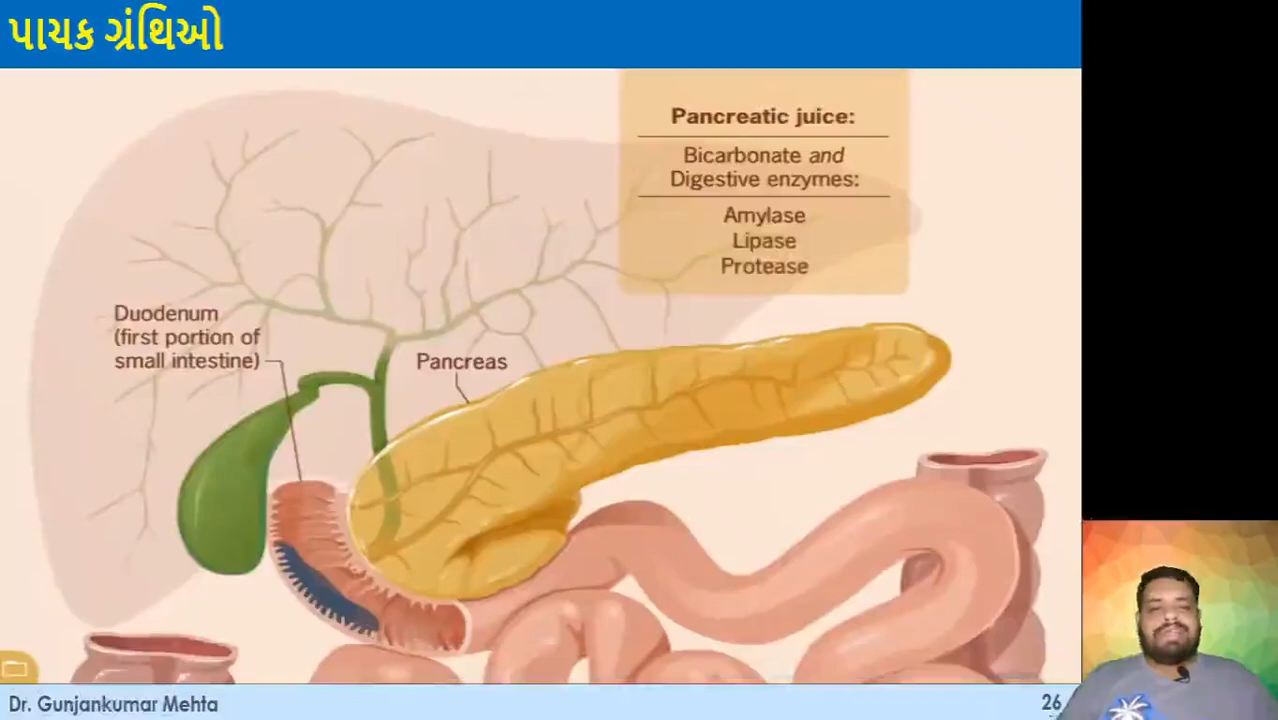 પાચક ગ્રંથિઓ
Pancreatic juice:
Bicarbonate and
Digestive enzymes:
Amylase
Lipase
Protease
Duodenum
(first portion of
small intestine)
Pancreas
Dr. Gunjankumar Mehta
26